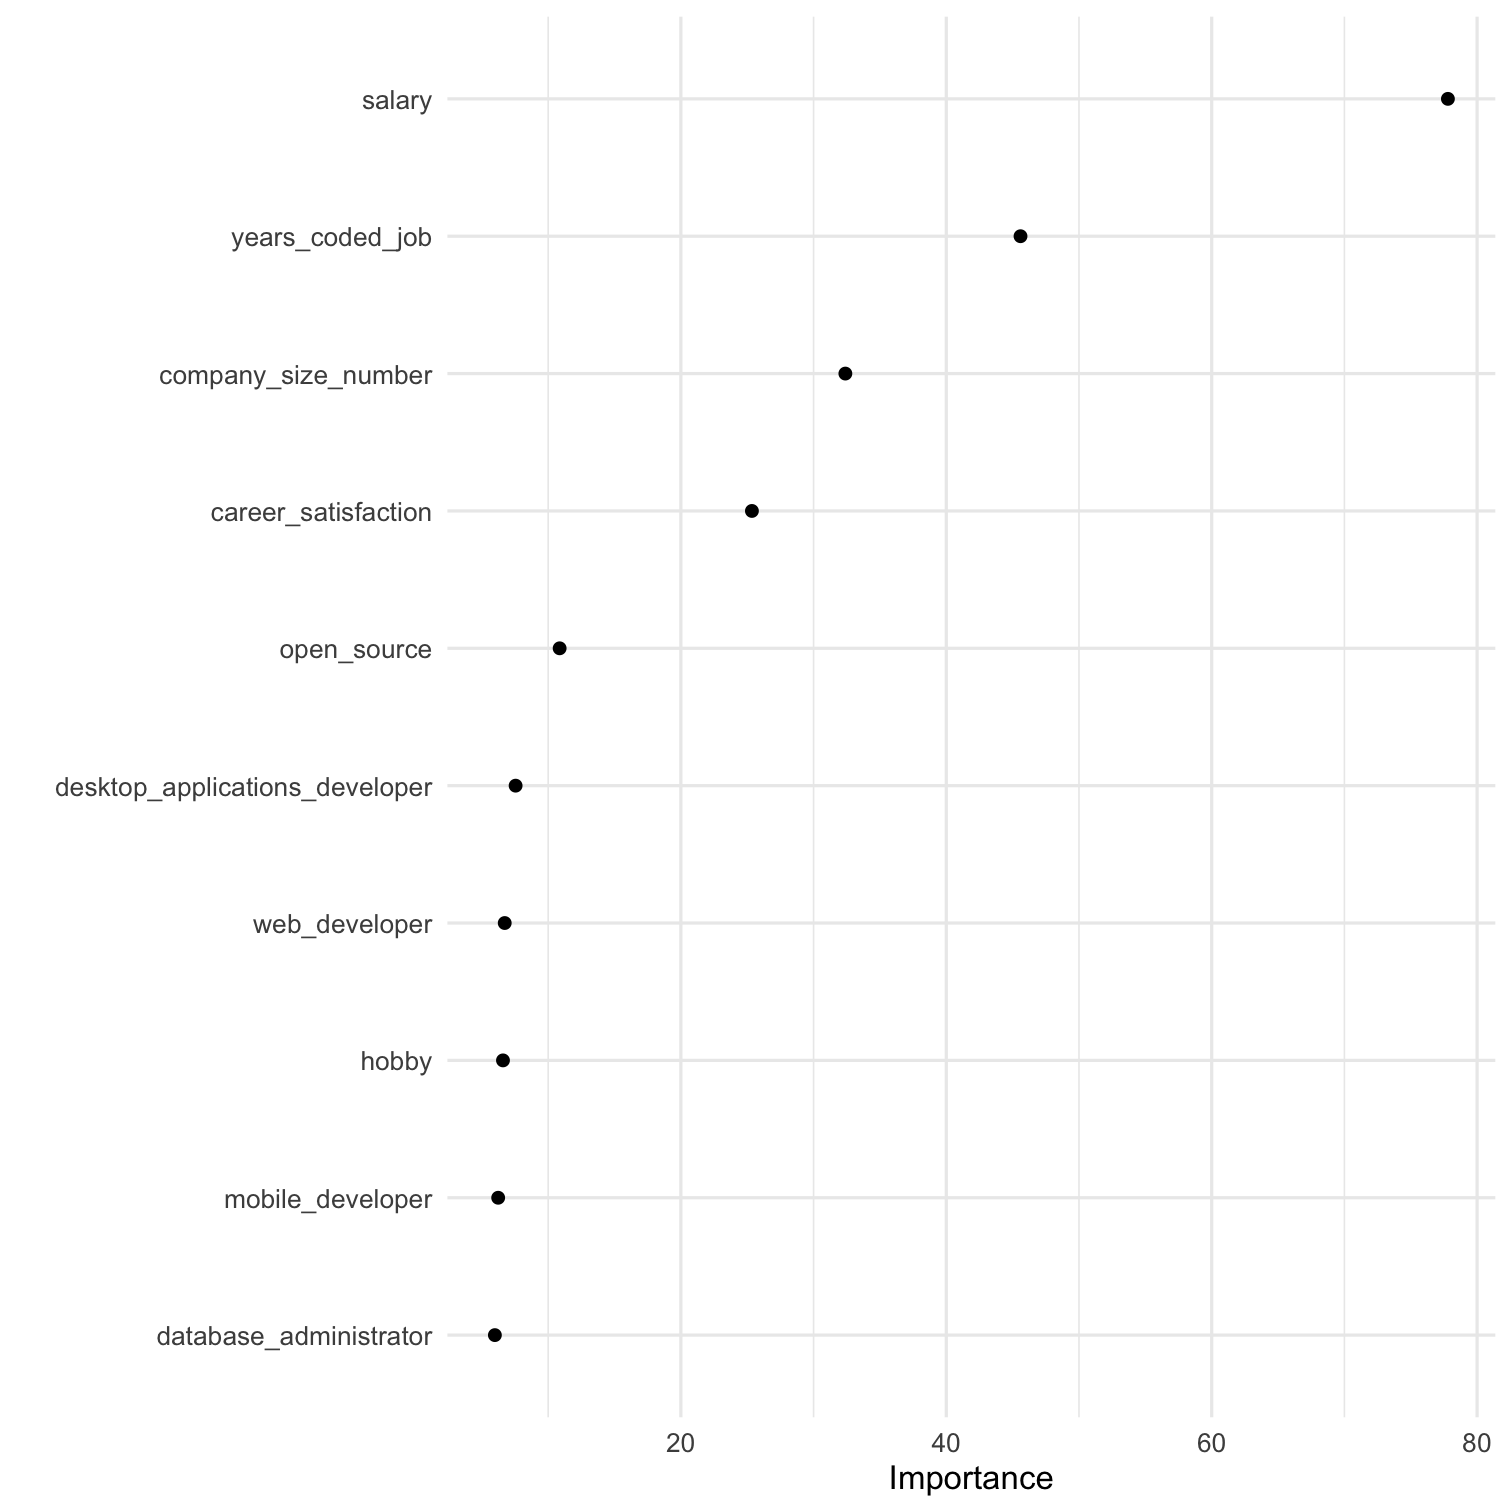 salary
years_coded_job
company_size_number
career_satisfaction
open_source
desktop_applications_developer
web_developer
hobby
mobile_developer
database_administrator
20 40 60 80
Importance